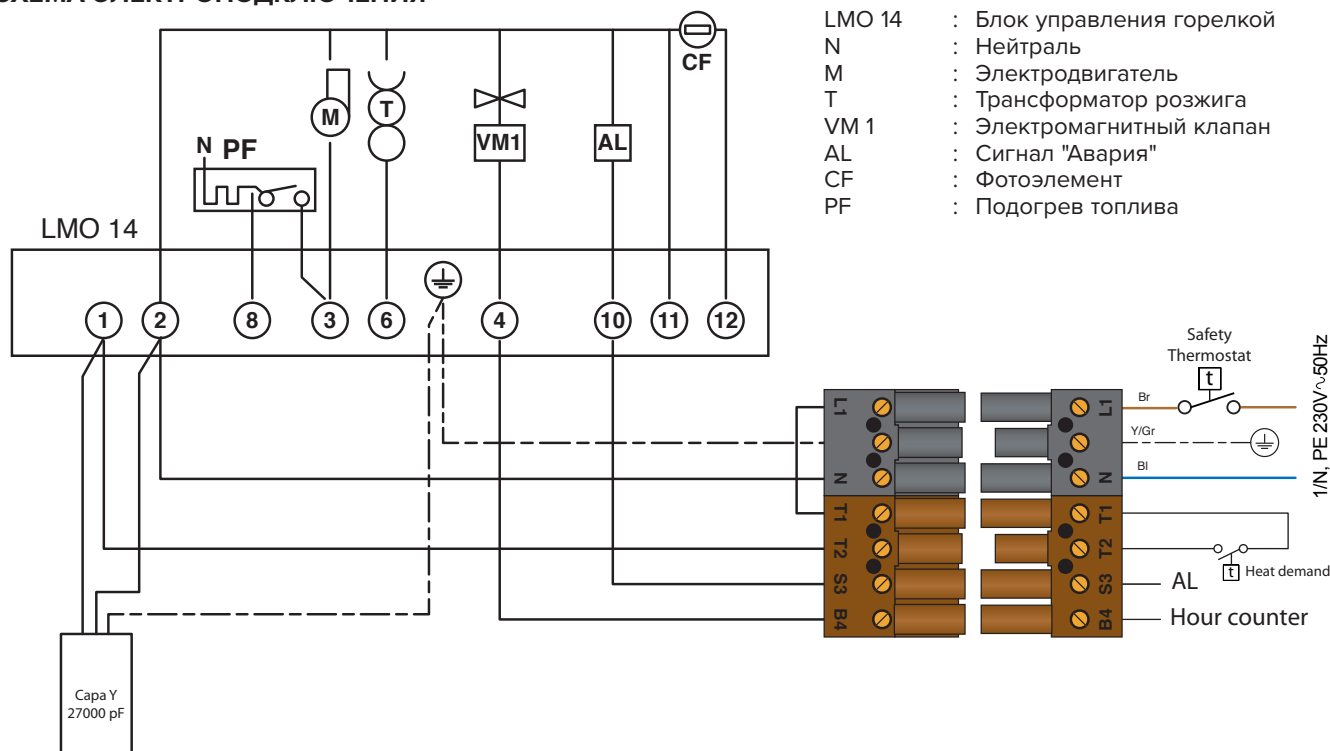 СХЕМА ЭЛЕКТРОПОДКЛЮЧЕНИЯ
LMO 14 : Блок управления горелкой
N : Нейтраль
M : Электродвигатель
T : Трансформатор розжига
VM 1 : Электромагнитный клапан
AL : Сигнал "Авария"
CF : Фотоэлемент
PF : Подогрев топлива
CF
M
T
VM1
AL
N PF
LMO 14
1 2 8 3 6 4 10 11 12
Safety
Thermostat
t
1/N, PE 230V~50Hz
L1
N
T1
T2
S3
B4
L1
N
T1
T2
S3
B4
Br
Y/Gr
Bl
t Heat demand
AL
Hour counter
Capa Y
27000 pF